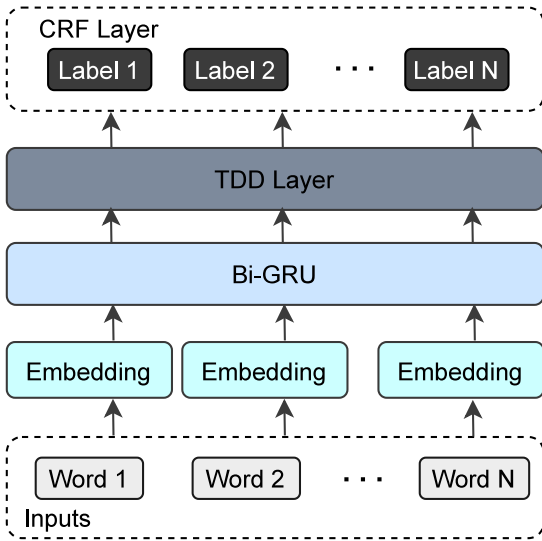 CRF Layer
Label 1 Label 2 . . . Label N
TDD Layer
Bi-GRU
Embedding Embedding Embedding
Word 1 Word 2 . . . Word N
Inputs